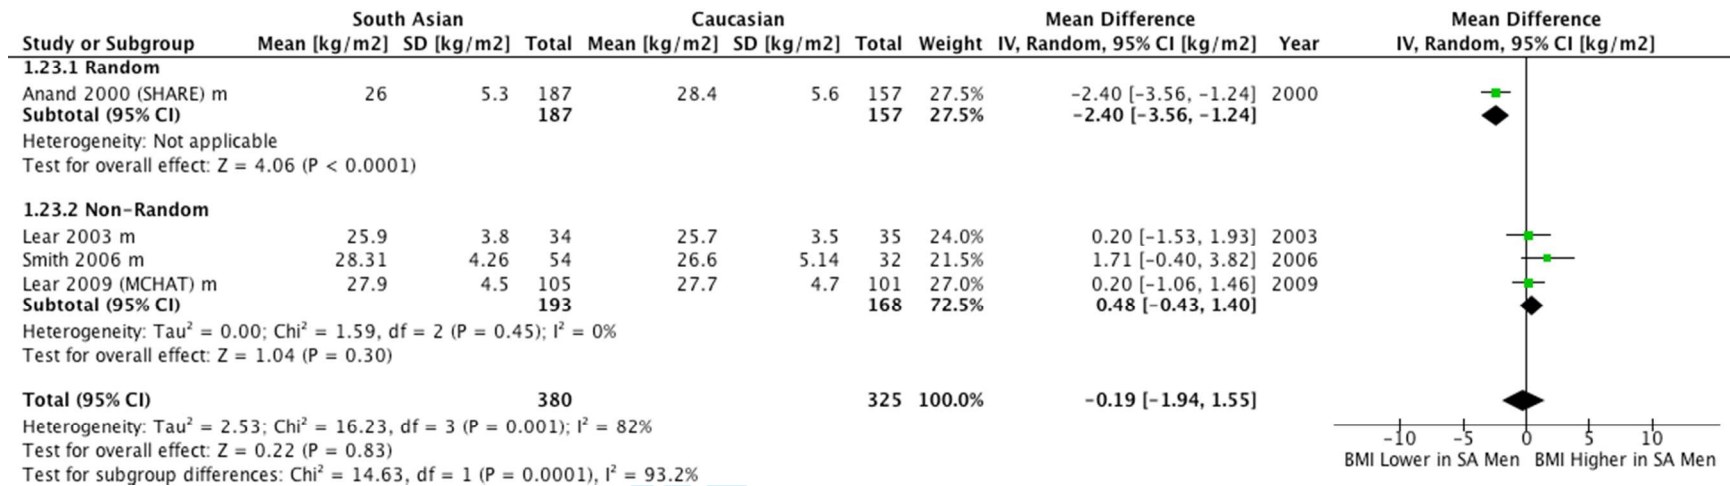 South Asian Caucasian Mean Difference Mean Difference
Study or Subgroup Mean [kg/m2] SD [kg/m2] Total Mean [kg/m2] SD [kg/m2] Total Weight IV, Random, 95% CI [kg/m2] Year IV, Random, 95% CI [kg/m2]
1.23.1 Random
Anand 2000 (SHARE) m 26 5.3 187 28.4 5.6 157 27.5% −2.40 [−3.56, −1.24] 2000
Subtotal (95% CI) 187 157 27.5% −2.40 [−3.56, −1.24]
Heterogeneity: Not applicable
Test for overall effect: Z = 4.06 (P < 0.0001)
1.23.2 Non−Random
Lear 2003 m 25.9 3.8 34 25.7 3.5 35 24.0% 0.20 [−1.53, 1.93] 2003
Smith 2006 m 28.31 4.26 54 26.6 5.14 32 21.5% 1.71 [−0.40, 3.82] 2006
Lear 2009 (MCHAT) m 27.9 4.5 105 27.7 4.7 101 27.0% 0.20 [−1.06, 1.46] 2009
Subtotal (95% CI) 193 168 72.5% 0.48 [−0.43, 1.40]
Heterogeneity: Tau² = 0.00; Chi² = 1.59, df = 2 (P = 0.45); I² = 0%
Test for overall effect: Z = 1.04 (P = 0.30)
Total (95% CI) 380 325 100.0% −0.19 [−1.94, 1.55]
Heterogeneity: Tau² = 2.53; Chi² = 16.23, df = 3 (P = 0.001); I² = 82%
Test for overall effect: Z = 0.22 (P = 0.83)
Test for subgroup differences: Chi² = 14.63, df = 1 (P = 0.0001), I² = 93.2%
−10 −5 0 5 10
BMI Lower in SA Men BMI Higher in SA Men